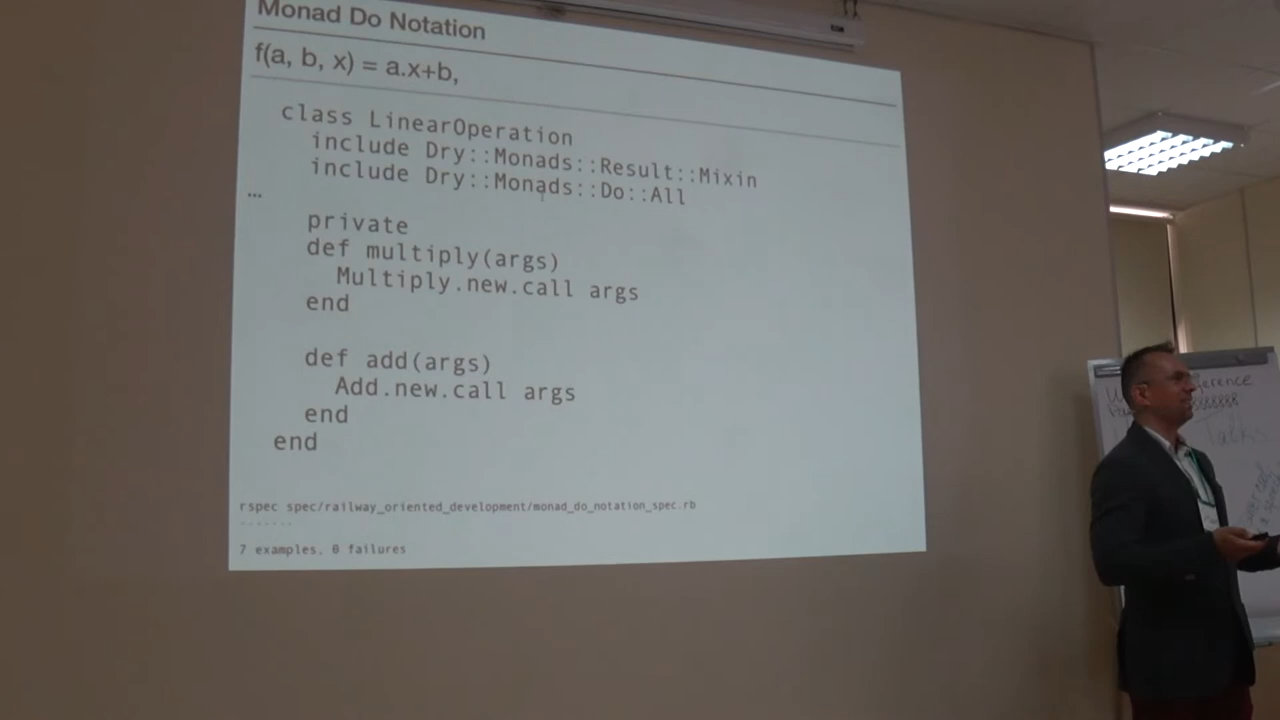 Monad Do Notation
f(a, b, x) = a.x+b,
class LinearOperation
include Dry::Monads::Result::Mixin
include Dry::Monads::Do::All
…
private
def multiply(args)
Multiply.new.call args
end
def add(args)
Add.new.call args
end
end
rspec spec/railway_oriented_development/monad_do_notation_spec.rb
.......
7 examples, 0 failures